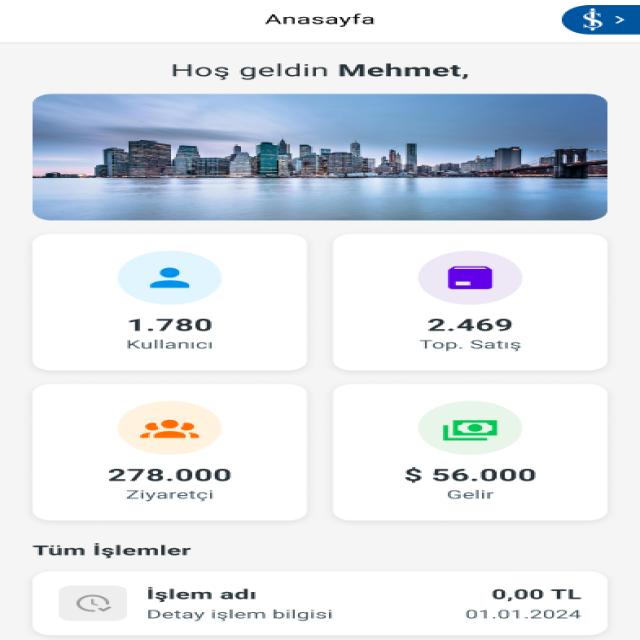 Anasayfa
Hoş geldin Mehmet,
1.780
Kullanıcı
2.469
Top. Satış
278.000
Ziyaretçi
$ 56.000
Gelir
Tüm İşlemler
İşlem adı
0,00 TL
Detay işlem bilgisi
01.01.2024